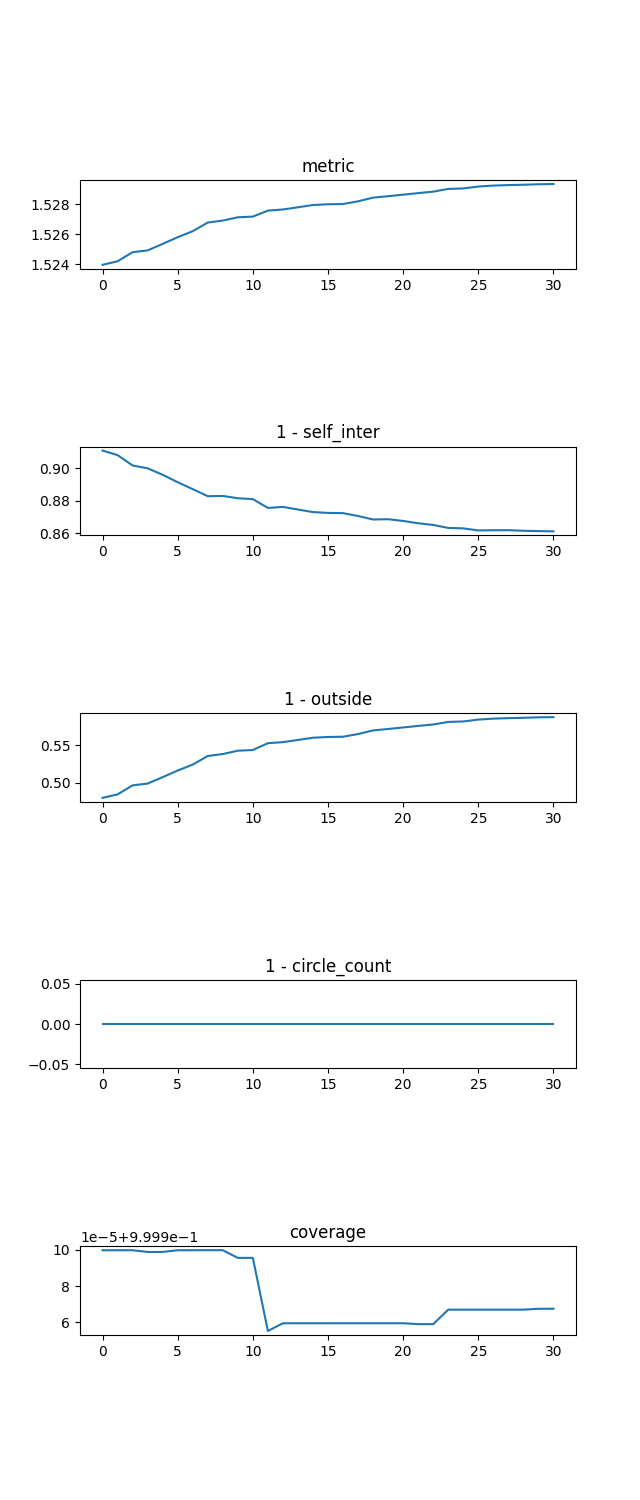 metric
1.528
1.526
1.524
0 5 10 15 20 25 30
1 - self_inter
0.90
0.88
0.86
0 5 10 15 20 25 30
1 - outside
0.55
0.50
0 5 10 15 20 25 30
1 - circle_count
0.05
0.00
−0.05
0 5 10 15 20 25 30
coverage
1e−5+9.999e−1
10
8
6
0 5 10 15 20 25 30